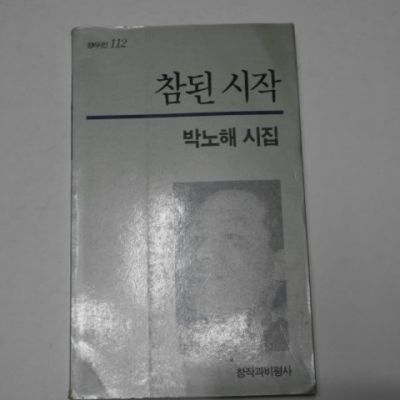 창비시선 112
참된 시작
박노해 시집
창작과비평사